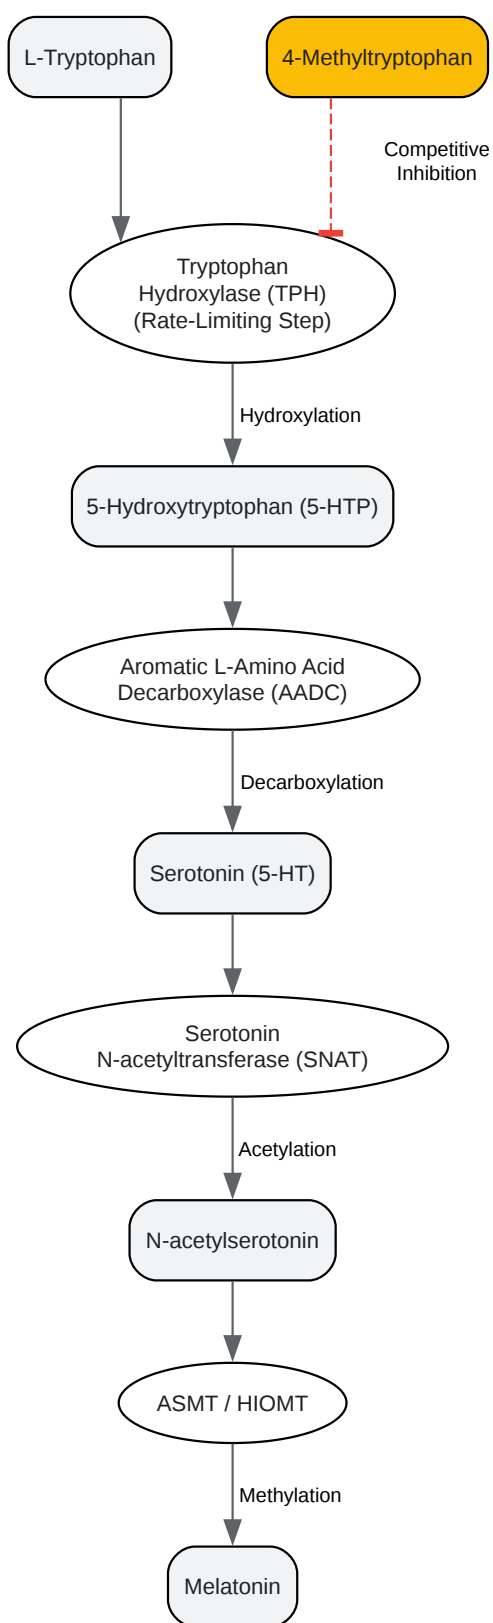 L-Tryptophan
4-Methyltryptophan
Competitive
Inhibition
Tryptophan
Hydroxylase (TPH)
(Rate-Limiting Step)
Hydroxylation
5-Hydroxytryptophan (5-HTP)
Aromatic L-Amino Acid
Decarboxylase (AADC)
Decarboxylation
Serotonin (5-HT)
Serotonin
N-acetyltransferase (SNAT)
Acetylation
N-acetylserotonin
ASMT / HIOMT
Methylation
Melatonin